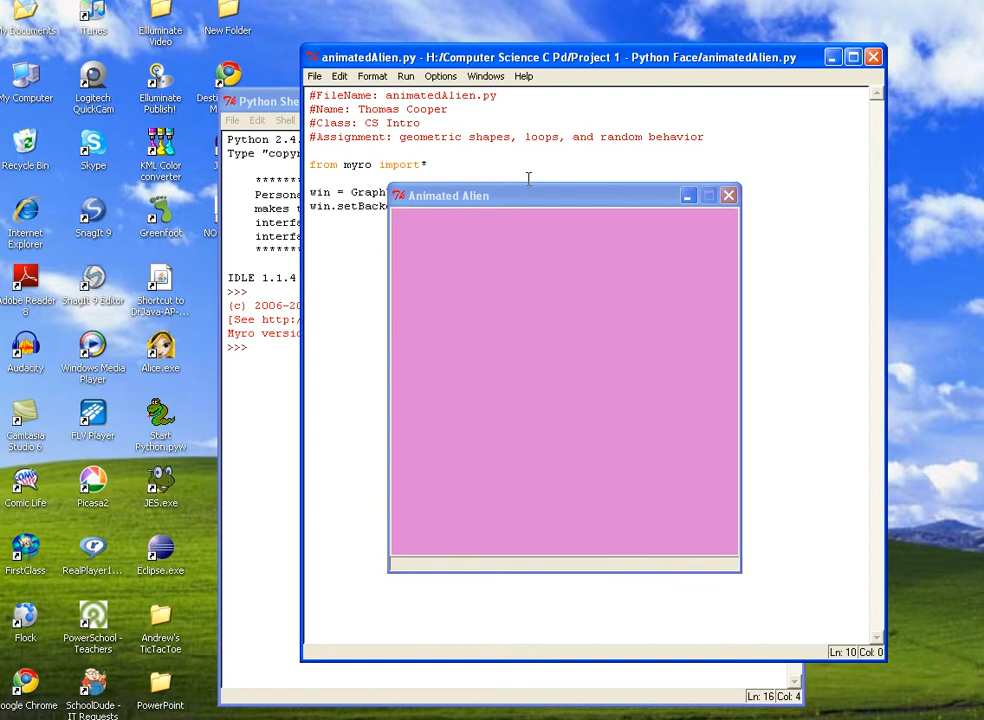 My Documents
iTunes
Elluminate
Video
New Folder
My Computer
Logitech
QuickCam
Elluminate
Publish!
Recycle Bin
Skype
KML Color
converter
Internet
Explorer
SnagIt 9
Greenfoot
Adobe Reader
8
SnagIt 9 Editor
Shortcut to
DrJava-AP-...
Audacity
Windows Media
Player
Alice.exe
Camtasia
Studio 6
FLV Player
Start
Python.pyw
Comic Life
Picasa2
JES.exe
FirstClass
RealPlayer1...
Eclipse.exe
Flock
PowerSchool -
Teachers
Andrew's
TicTacToe
Google Chrome
SchoolDude -
IT Requests
PowerPoint
Python She
File Edit Shell
Python 2.4.
Type "copyr
***
Persona
makes t
interfa
interfa
***
IDLE 1.1.4
>>>
(c) 2006-20
[See http:/
Myro versio
>>>
Ln: 16 Col: 4
animatedAlien.py - H:/Computer Science C Pd/Project 1 - Python Face/animatedAlien.py
File Edit Format Run Options Windows Help
#FileName: animatedAlien.py
#Name: Thomas Cooper
#Class: CS Intro
#Assignment: geometric shapes, loops, and random behavior
from myro import*
win = Graph
win.setBack
Ln: 10 Col: 0
Animated Alien